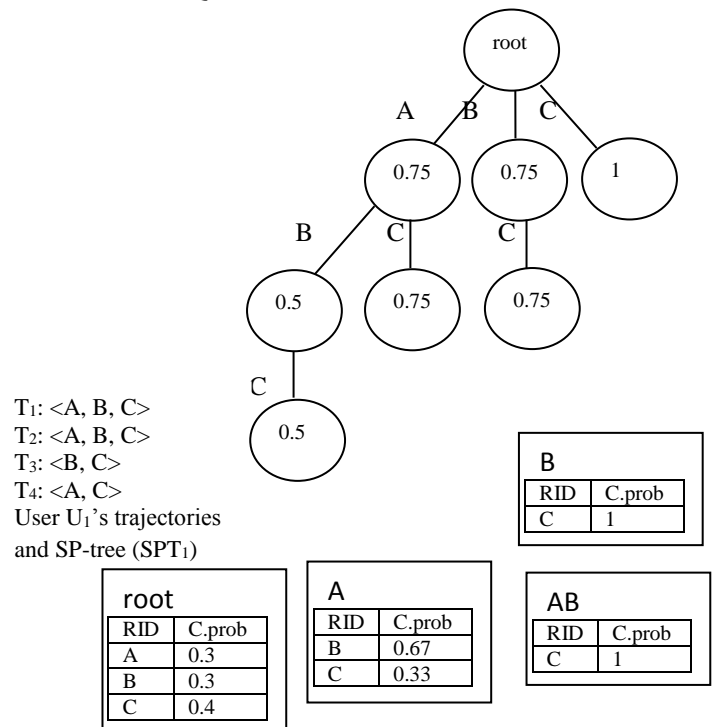 root
A B C
0.75 0.75 1
B C C
0.5 0.75 0.75
C
0.5
T1: <A, B, C>
T2: <A, B, C>
T3: <B, C>
T4: <A, C>
User U1's trajectories
and SP-tree (SPT1)
B
RID C.prob
C 1
root
RID C.prob
A 0.3
B 0.3
C 0.4
A
RID C.prob
B 0.67
C 0.33
AB
RID C.prob
C 1